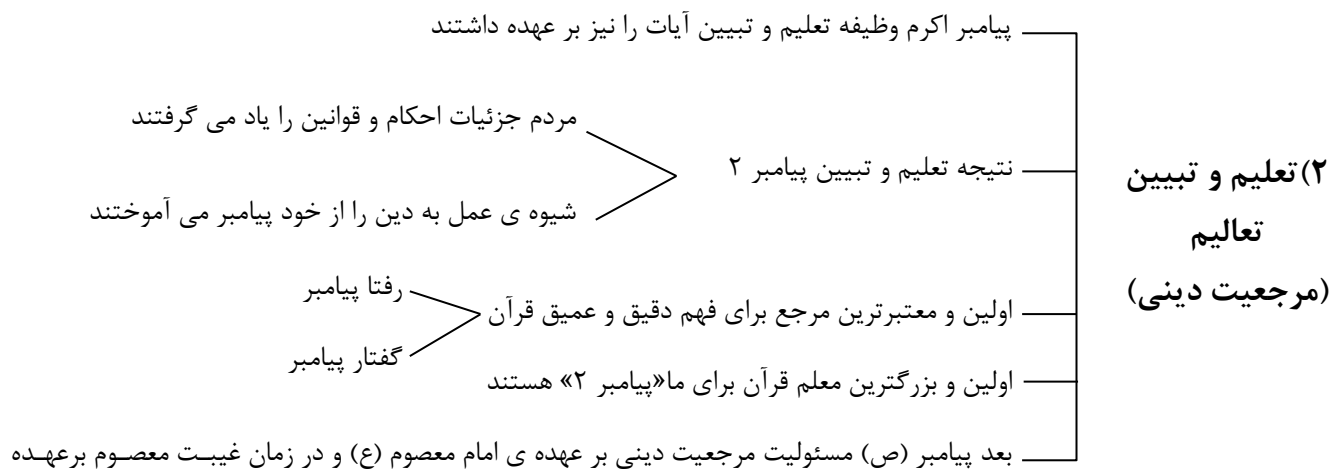 ۲)تعلیم و تبیین
تعالیم
(مرجعیت دینی)
پیامبر اکرم وظیفه تعلیم و تبیین آیات را نیز بر عهده داشتند
نتیجه تعلیم و تبیین پیامبر ۲
مردم جزئیات احکام و قوانین را یاد می گرفتند
شیوه ی عمل به دین را از خود پیامبر می آموختند
اولین و معتبرترین مرجع برای فهم دقیق و عمیق قرآن
رفتا پیامبر
گفتار پیامبر
اولین و بزرگترین معلم قرآن برای ما«پیامبر ۲» هستند
بعد پیامبر (ص) مسئولیت مرجعیت دینی بر عهده ی امام معصوم (ع) و در زمان غیبت معصوم برعهده